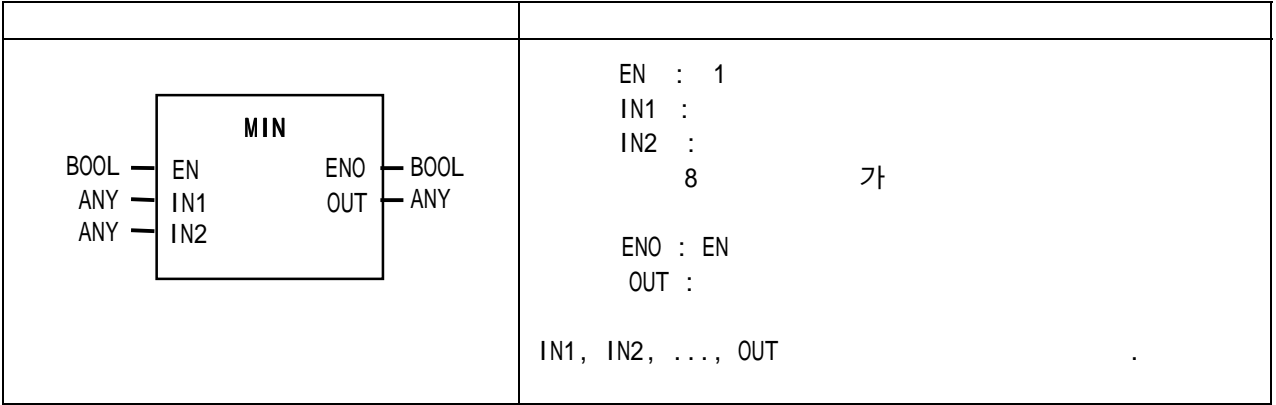 MIN
BOOL EN ENO BOOL
ANY IN1 OUT ANY
ANY IN2
EN : 1
IN1 :
IN2 :
8 가
ENO : EN
OUT :
IN1, IN2, ..., OUT .